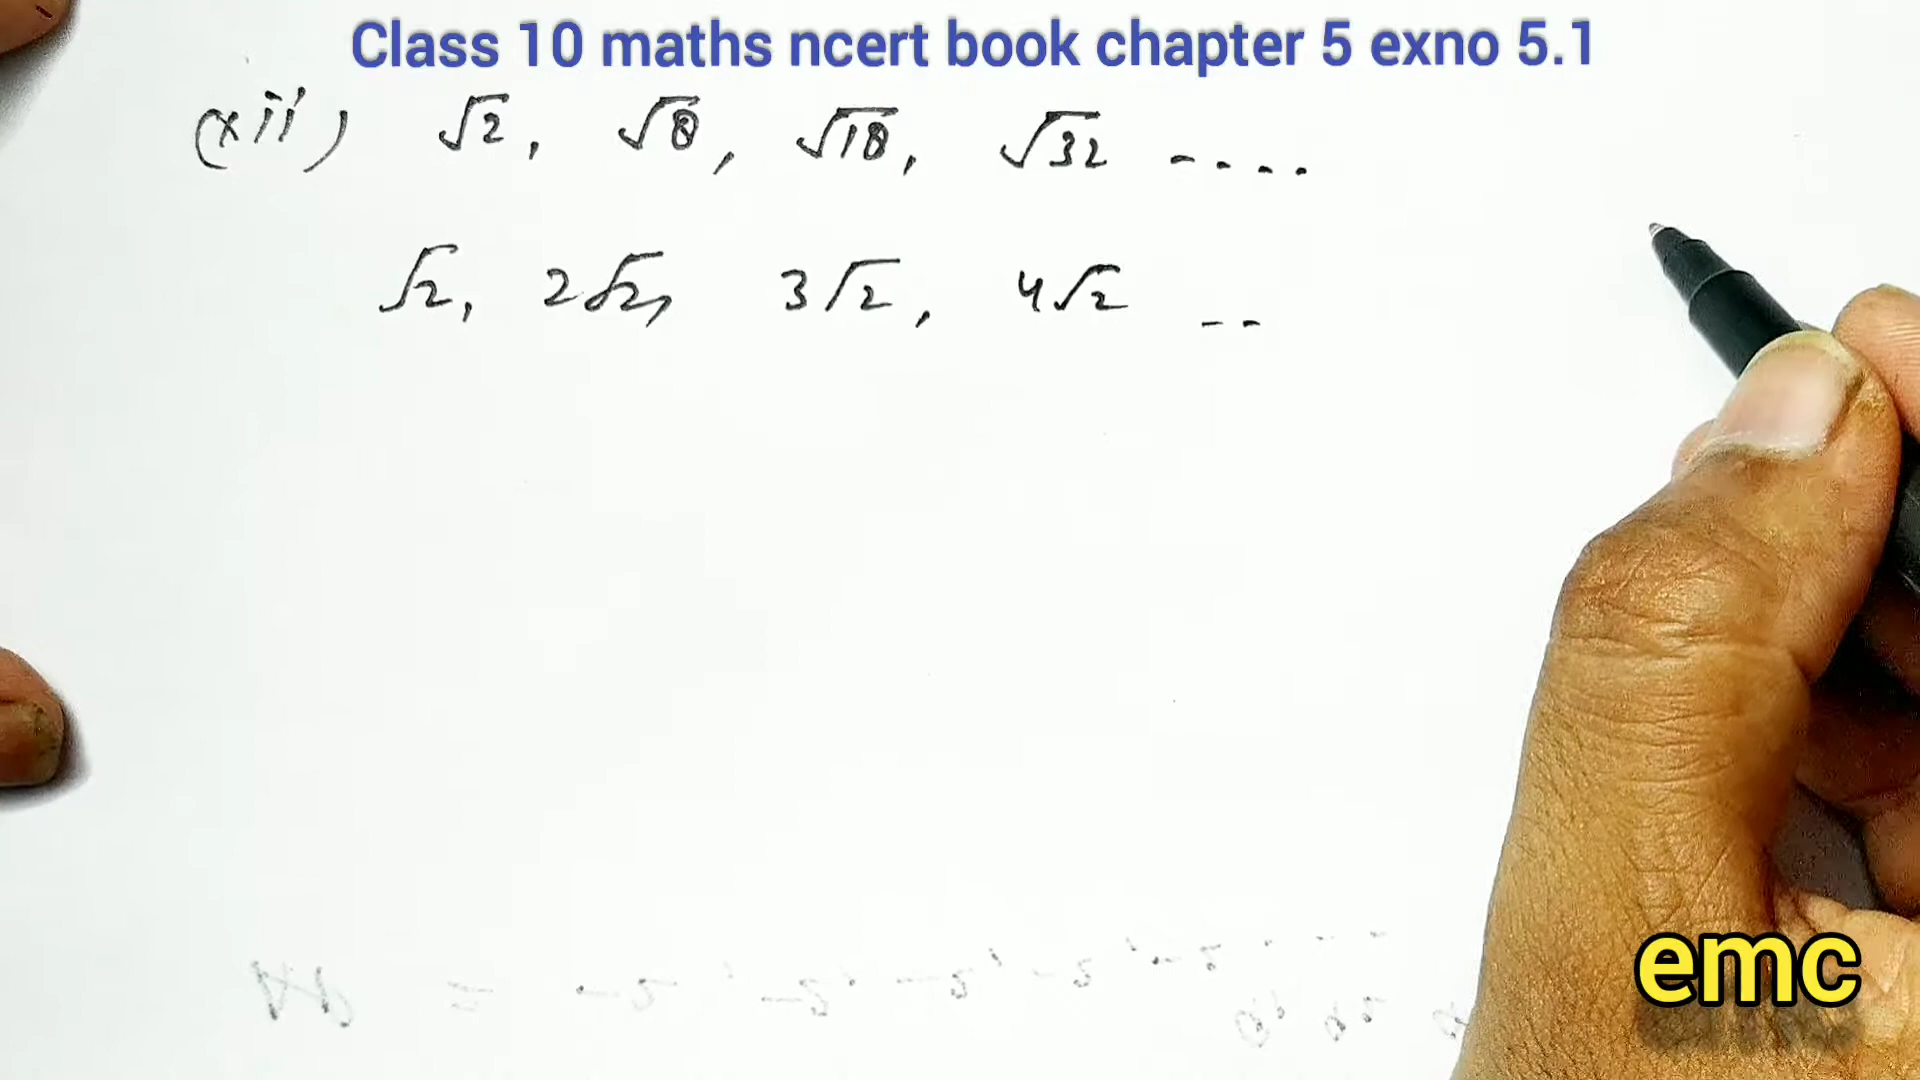 Class 10 maths ncert book chapter 5 exno 5.1
(xii) √2, √8, √18, √32 ....
√2, 2√2, 3√2, 4√2 --
emc